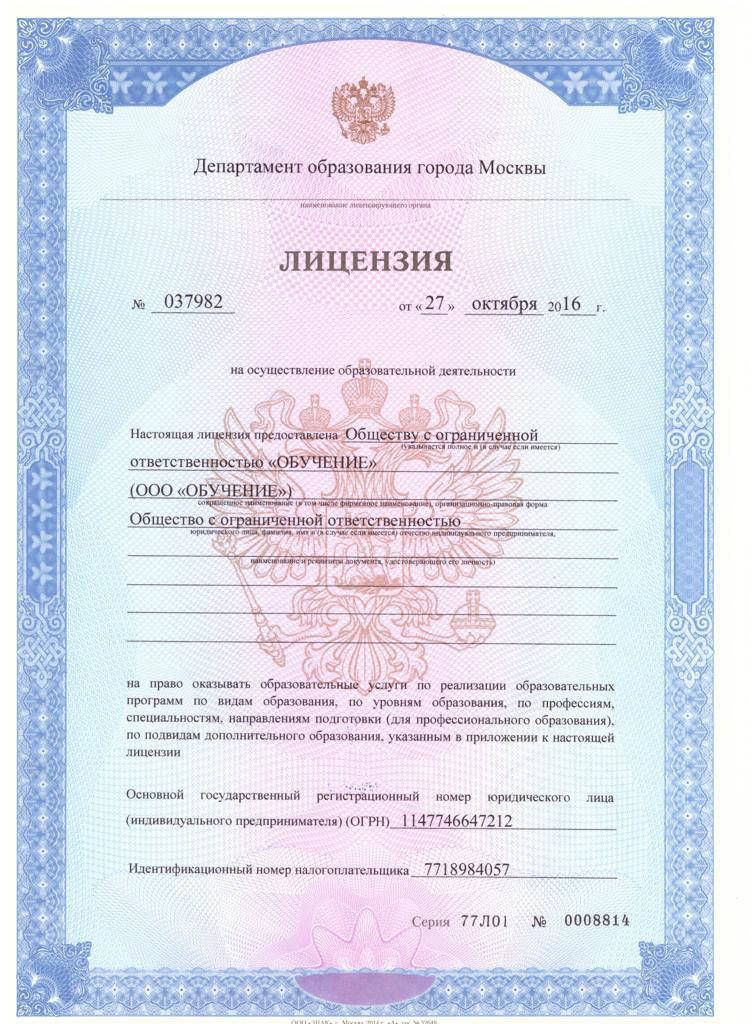 Департамент образования города Москвы
наименование лицензирующего органа
ЛИЦЕНЗИЯ
№ 037982 от «27» октября 2016 г.
на осуществление образовательной деятельности
Настоящая лицензия предоставлена Обществу с ограниченной
(указывается полное и (в случае если имеется)
ответственностью «ОБУЧЕНИЕ»
(ООО «ОБУЧЕНИЕ»)
сокращенное наименование (в том числе фирменное наименование), организационно-правовая форма
Общество с ограниченной ответственностью
юридического лица, фамилия, имя и (в случае если имеется) отчество индивидуального предпринимателя,
наименование и реквизиты документа, удостоверяющего его личность)
на право оказывать образовательные услуги по реализации образовательных
программ по видам образования, по уровням образования, по профессиям,
специальностям, направлениям подготовки (для профессионального образования),
по подвидам дополнительного образования, указанным в приложении к настоящей
лицензии
Основной государственный регистрационный номер юридического лица
(индивидуального предпринимателя) (ОГРН) 1147746647212
Идентификационный номер налогоплательщика 7718984057
Серия 77Л01 № 0008814